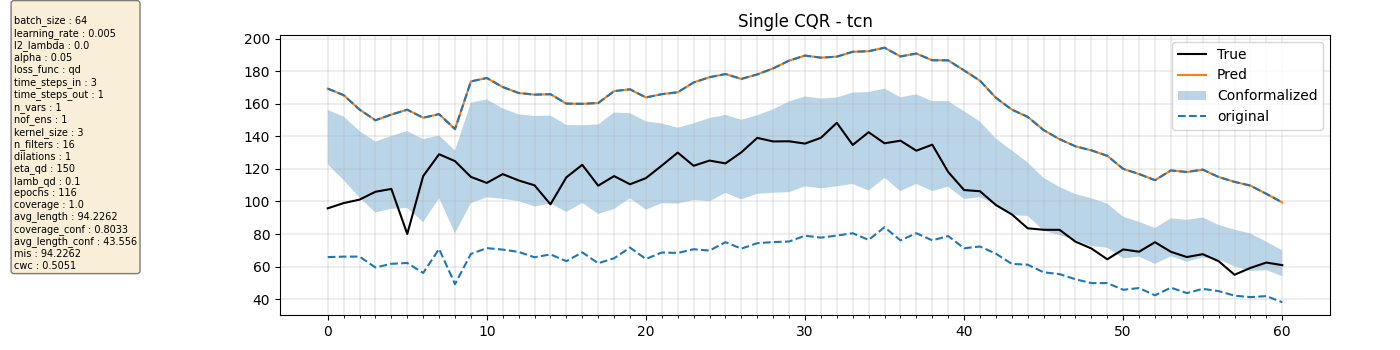 batch_size : 64
learning_rate : 0.005
l2_lambda : 0.0
alpha : 0.05
loss_func : qd
time_steps_in : 3
time_steps_out : 1
n_vars : 1
nof_ens : 1
kernel_size : 3
n_filters : 16
dilations : 1
eta_qd : 150
lamb_qd : 0.1
epochs : 116
coverage : 1.0
avg_length : 94.2262
coverage_conf : 0.8033
avg_length_conf : 43.556
mis : 94.2262
cwc : 0.5051
Single CQR - tcn
200
180
160
140
120
100
80
60
40
0 10 20 30 40 50 60
True
Pred
Conformalized
original